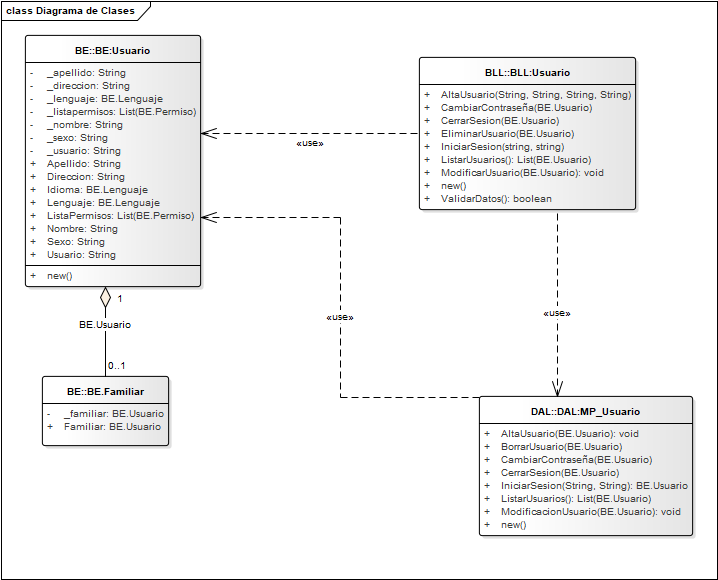 class Diagrama de Clases
BE::BE:Usuario
- _apellido: String
- _direccion: String
- _lenguaje: BE.Lenguaje
- _listapermisos: List(BE.Permiso)
- _nombre: String
- _sexo: String
- _usuario: String
+ Apellido: String
+ Direccion: String
+ Idioma: BE.Lenguaje
+ Lenguaje: BE.Lenguaje
+ ListaPermisos: List(BE.Permiso)
+ Nombre: String
+ Sexo: String
+ Usuario: String
+ new()
BLL::BLL:Usuario
+ AltaUsuario(String, String, String, String)
+ CambiarContraseña(BE.Usuario)
+ CerrarSesion(BE.Usuario)
+ EliminarUsuario(BE.Usuario)
+ IniciarSesion(string, string)
+ ListarUsuarios(): List(BE.Usuario)
+ ModificarUsuario(BE.Usuario): void
+ new()
+ ValidarDatos(): boolean
«use»
«use»
«use»
1
BE.Usuario
0..1
BE::BE.Familiar
- _familiar: BE.Usuario
+ Familiar: BE.Usuario
DAL::DAL:MP_Usuario
+ AltaUsuario(BE.Usuario): void
+ BorrarUsuario(BE.Usuario)
+ CambiarContraseña(BE.Usuario)
+ CerrarSesion(BE.Usuario)
+ IniciarSesion(String, String): BE.Usuario
+ ListarUsuarios(): List(BE.Usuario)
+ ModificacionUsuario(BE.Usuario): void
+ new()